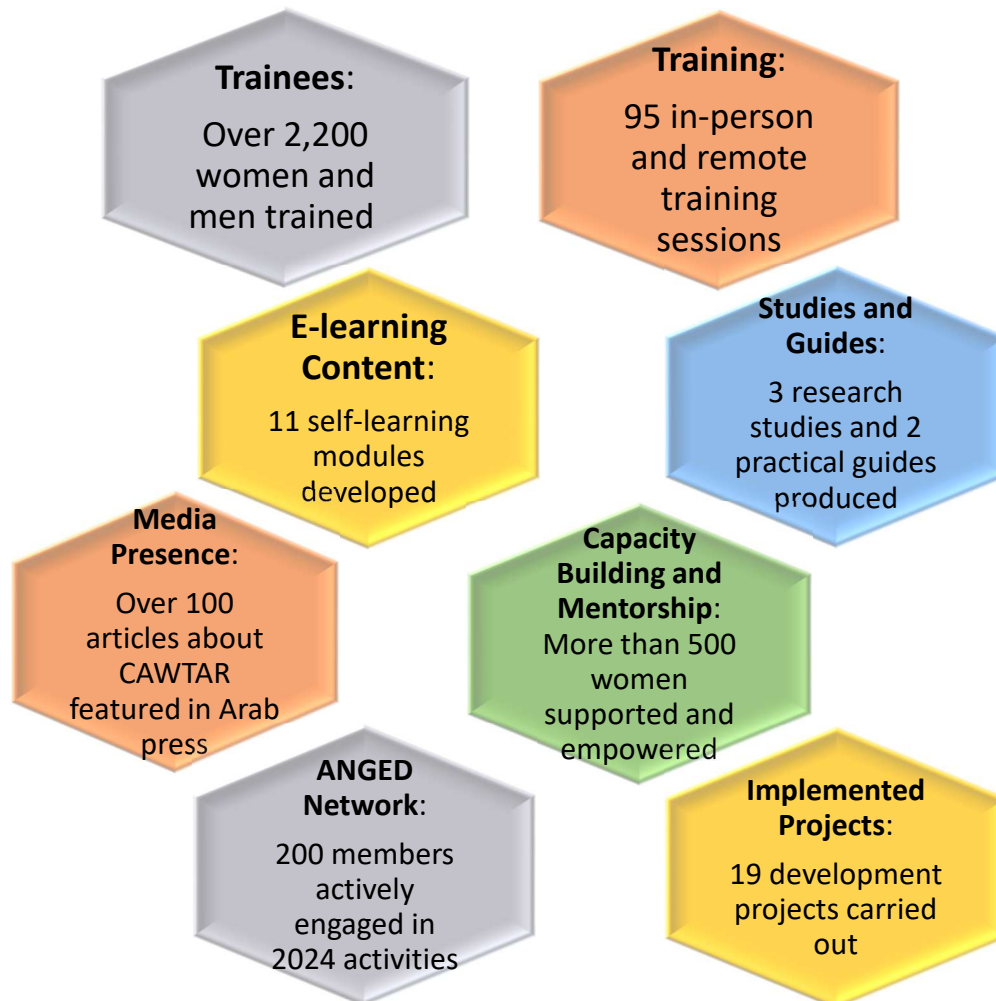 Trainees:
Over 2,200
women and
men trained
Training:
95 in-person
and remote
training
sessions
E-learning
Content:
11 self-learning
modules
developed
Studies and
Guides:
3 research
studies and 2
practical guides
produced
Media
Presence:
Over 100
articles about
CAWTAR
featured in Arab
press
Capacity
Building and
Mentorship:
More than 500
women
supported and
empowered
ANGED
Network:
200 members
actively
engaged in
2024 activities
Implemented
Projects:
19 development
projects carried
out